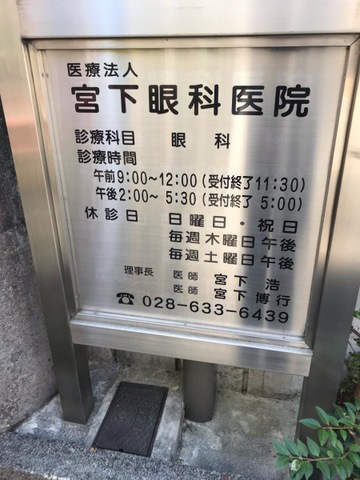 医療法人
宮下眼科医院
診療科目 眼科
診療時間
午前9:00〜12:00(受付終了11:30)
午後2:00〜 5:30(受付終了 5:00)
休診日 日曜日・祝日
毎週木曜日午後
毎週土曜日午後
理事長 医師 宮下 浩
医師 宮下 博行
☎028-633-6439